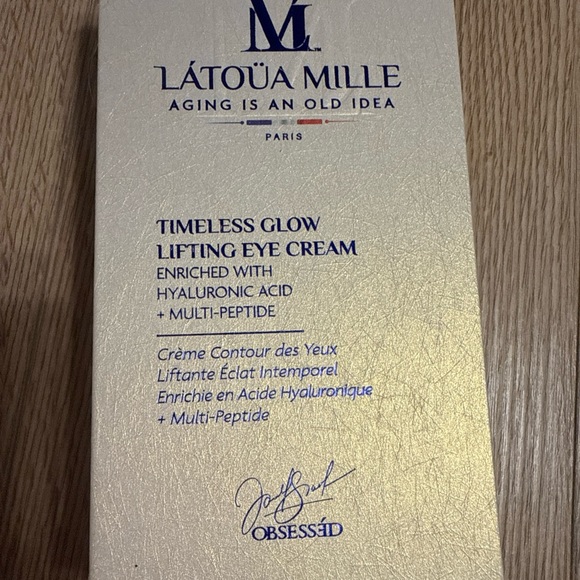 M
LÁTOÜA MILLE
AGING IS AN OLD IDEA
PARIS
TIMELESS GLOW
LIFTING EYE CREAM
ENRICHED WITH
HYALURONIC ACID
+ MULTI-PEPTIDE
Crème Contour des Yeux
Liftante Éclat Intemporel
Enrichie en Acide Hyaluronique
+ Multi-Peptide
OBSESSÉD